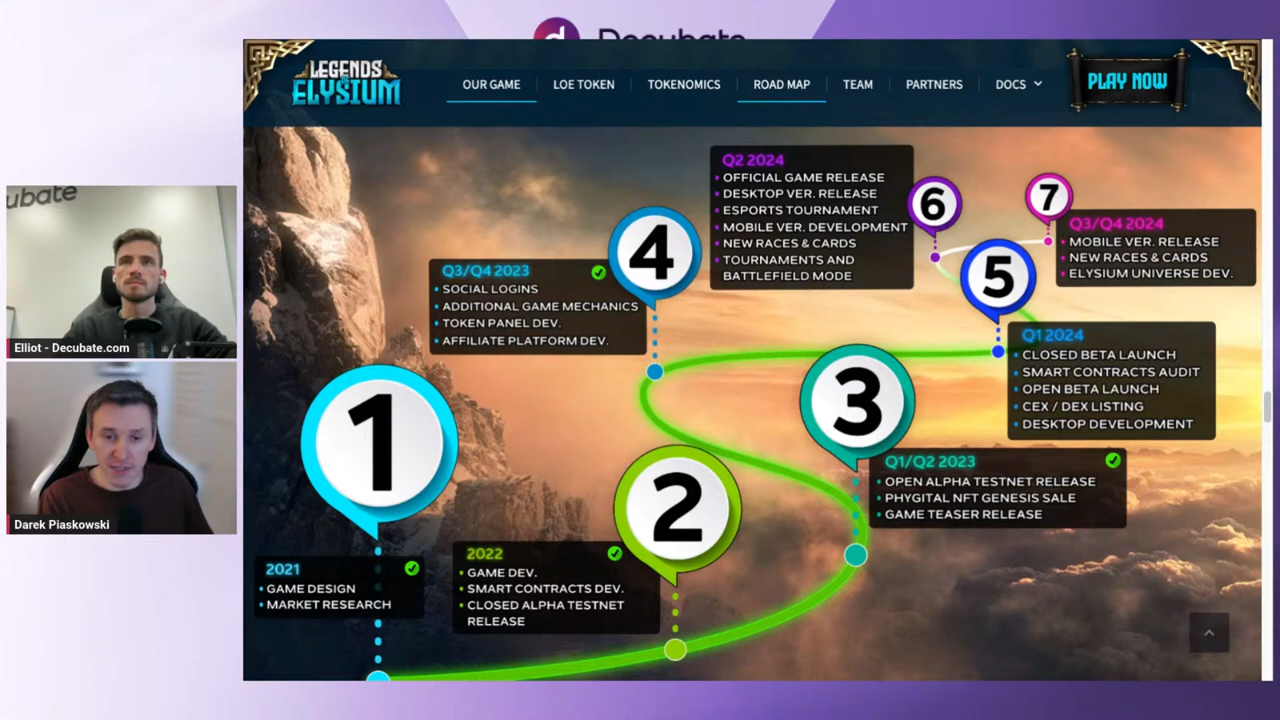 Decubate
LEGENDS
of
ELYSIUM
OUR GAME
LOE TOKEN
TOKENOMICS
ROAD MAP
TEAM
PARTNERS
DOCS
PLAY NOW
cubate
Elliot - Decubate.com
Darek Piaskowski
1
2021
GAME DESIGN
MARKET RESEARCH
2
2022
GAME DEV.
SMART CONTRACTS DEV.
CLOSED ALPHA TESTNET
RELEASE
3
Q1/Q2 2023
OPEN ALPHA TESTNET RELEASE
PHYGITAL NFT GENESIS SALE
GAME TEASER RELEASE
4
Q3/Q4 2023
SOCIAL LOGINS
ADDITIONAL GAME MECHANICS
TOKEN PANEL DEV.
AFFILIATE PLATFORM DEV.
5
Q1 2024
CLOSED BETA LAUNCH
SMART CONTRACTS AUDIT
OPEN BETA LAUNCH
CEX / DEX LISTING
DESKTOP DEVELOPMENT
6
Q2 2024
OFFICIAL GAME RELEASE
DESKTOP VER. RELEASE
ESPORTS TOURNAMENT
MOBILE VER. DEVELOPMENT
NEW RACES & CARDS
TOURNAMENTS AND
BATTLEFIELD MODE
7
Q3/Q4 2024
MOBILE VER. RELEASE
NEW RACES & CARDS
ELYSIUM UNIVERSE DEV.